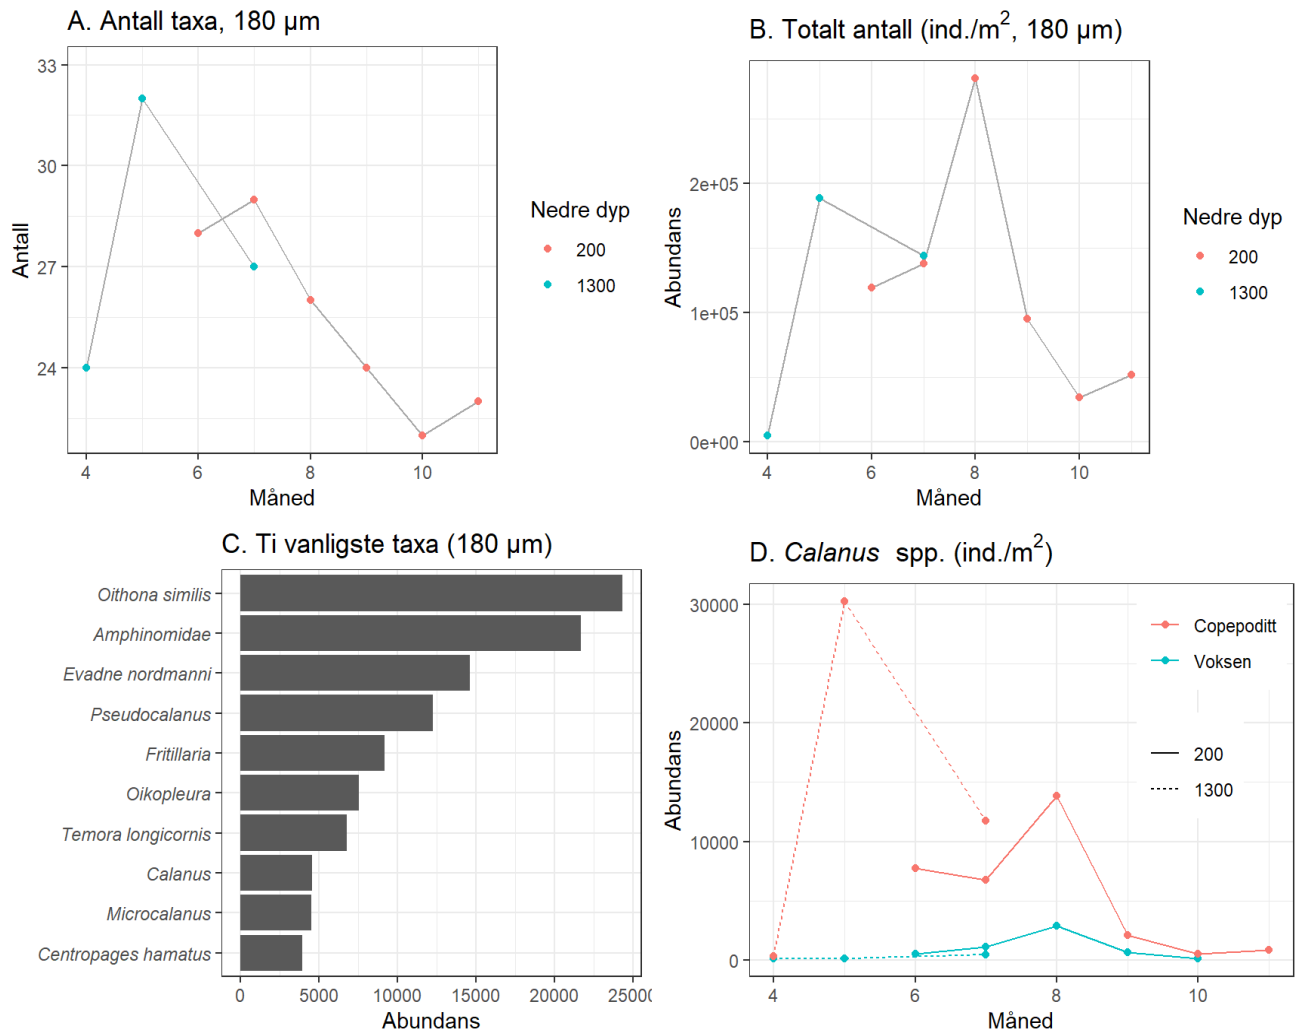 A. Antall taxa, 180 µm
33
30
27
24
Antall
4
6
8
10
Måned
Nedre dyp
200
1300
B. Totalt antall (ind./m², 180 µm)
2e+05
1e+05
0e+00
Abundans
4
6
8
10
Måned
Nedre dyp
200
1300
C. Ti vanligste taxa (180 µm)
Oithona similis
Amphinomidae
Evadne nordmanni
Pseudocalanus
Fritillaria
Oikopleura
Temora longicornis
Calanus
Microcalanus
Centropages hamatus
0
5000
10000
15000
20000
25000
Abundans
D. Calanus spp. (ind./m²)
30000
20000
10000
0
Abundans
4
6
8
10
Måned
Copepoditt
Voksen
200
1300